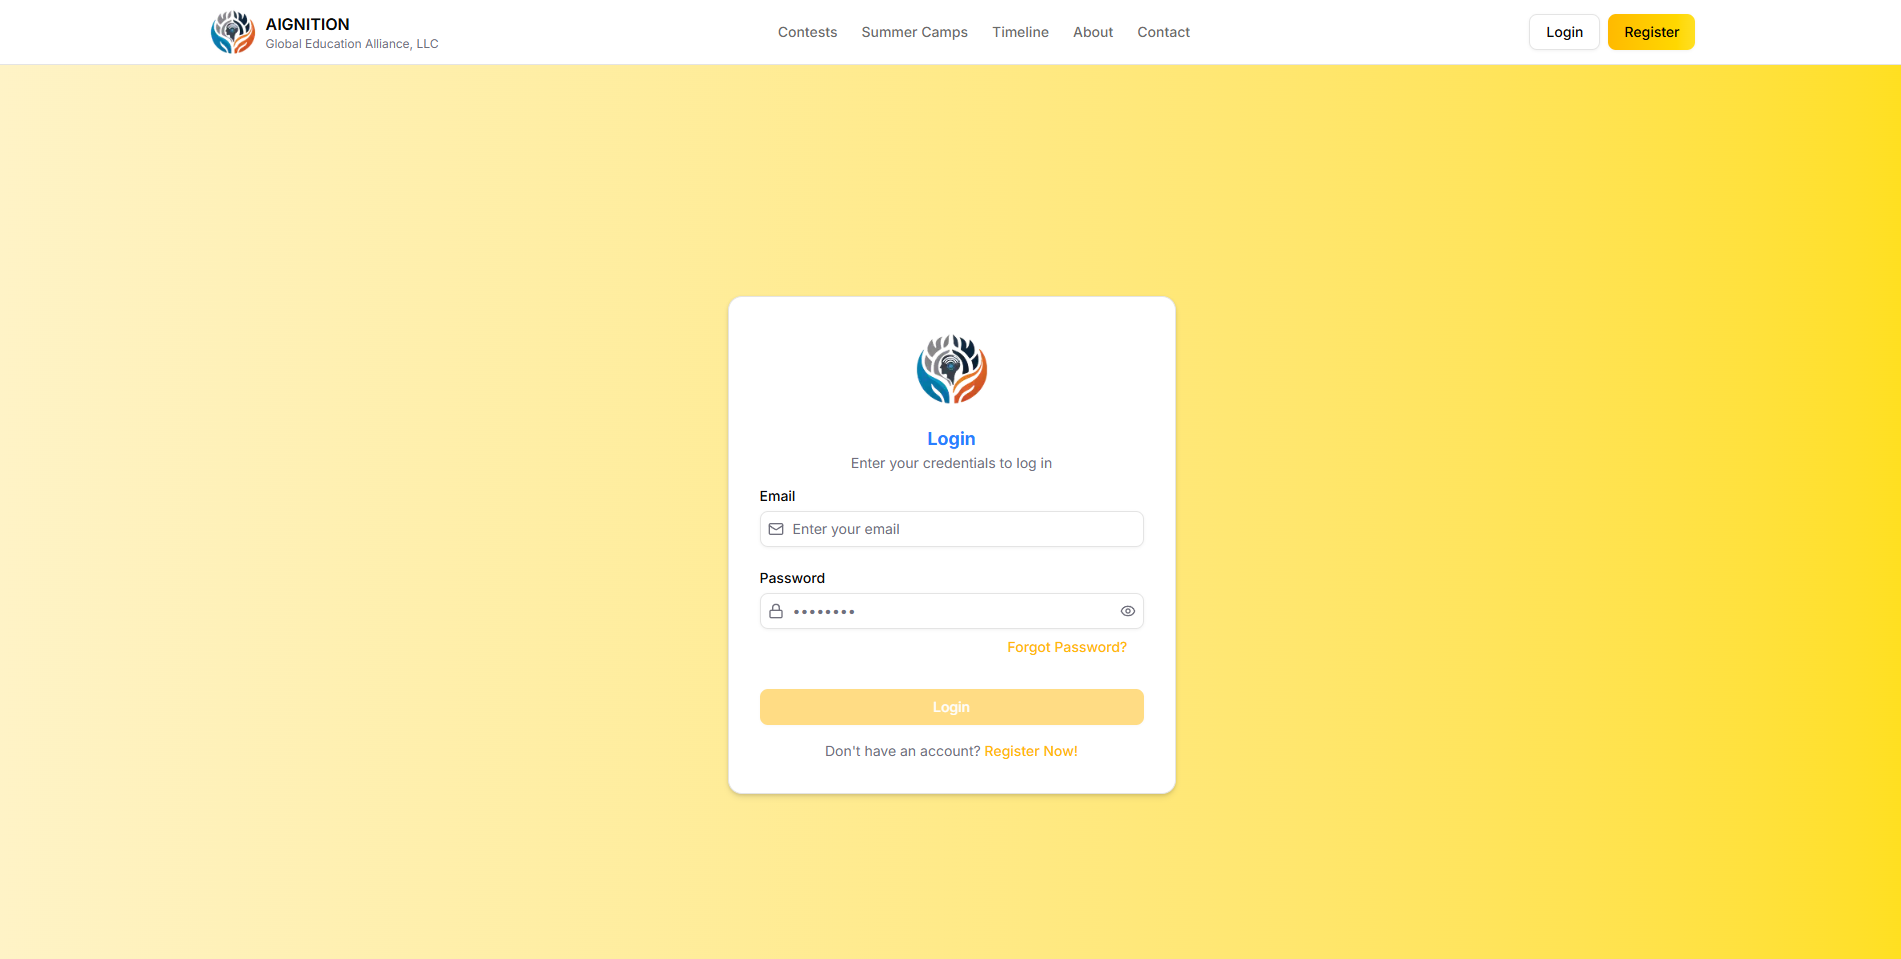 AIGNITION
Global Education Alliance, LLC
Contests Summer Camps Timeline About Contact
Login Register
Login
Enter your credentials to log in
Email
Enter your email
Password
••••••••
Forgot Password?
Login
Don't have an account? Register Now!